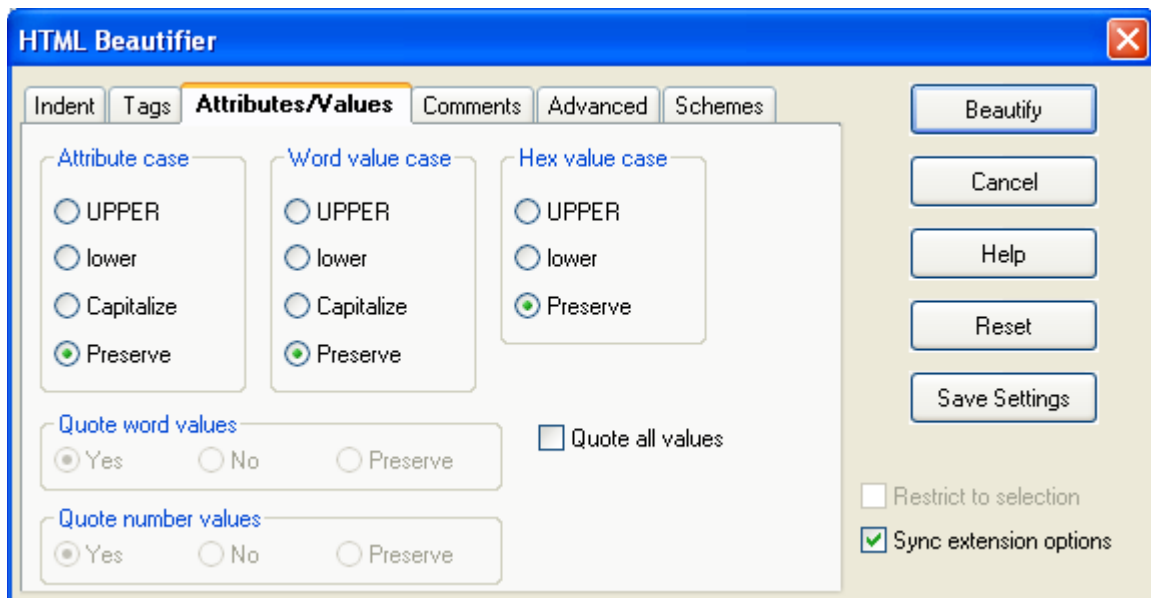 HTML Beautifier
Indent Tags Attributes/Values Comments Advanced Schemes
Beautify
Attribute case Word value case Hex value case
Cancel
UPPER UPPER UPPER
lower lower lower
Help
Capitalize Capitalize Preserve
Reset
Preserve Preserve
Save Settings
Quote word values
Quote all values
Yes No Preserve
Restrict to selection
Quote number values
Sync extension options
Yes No Preserve